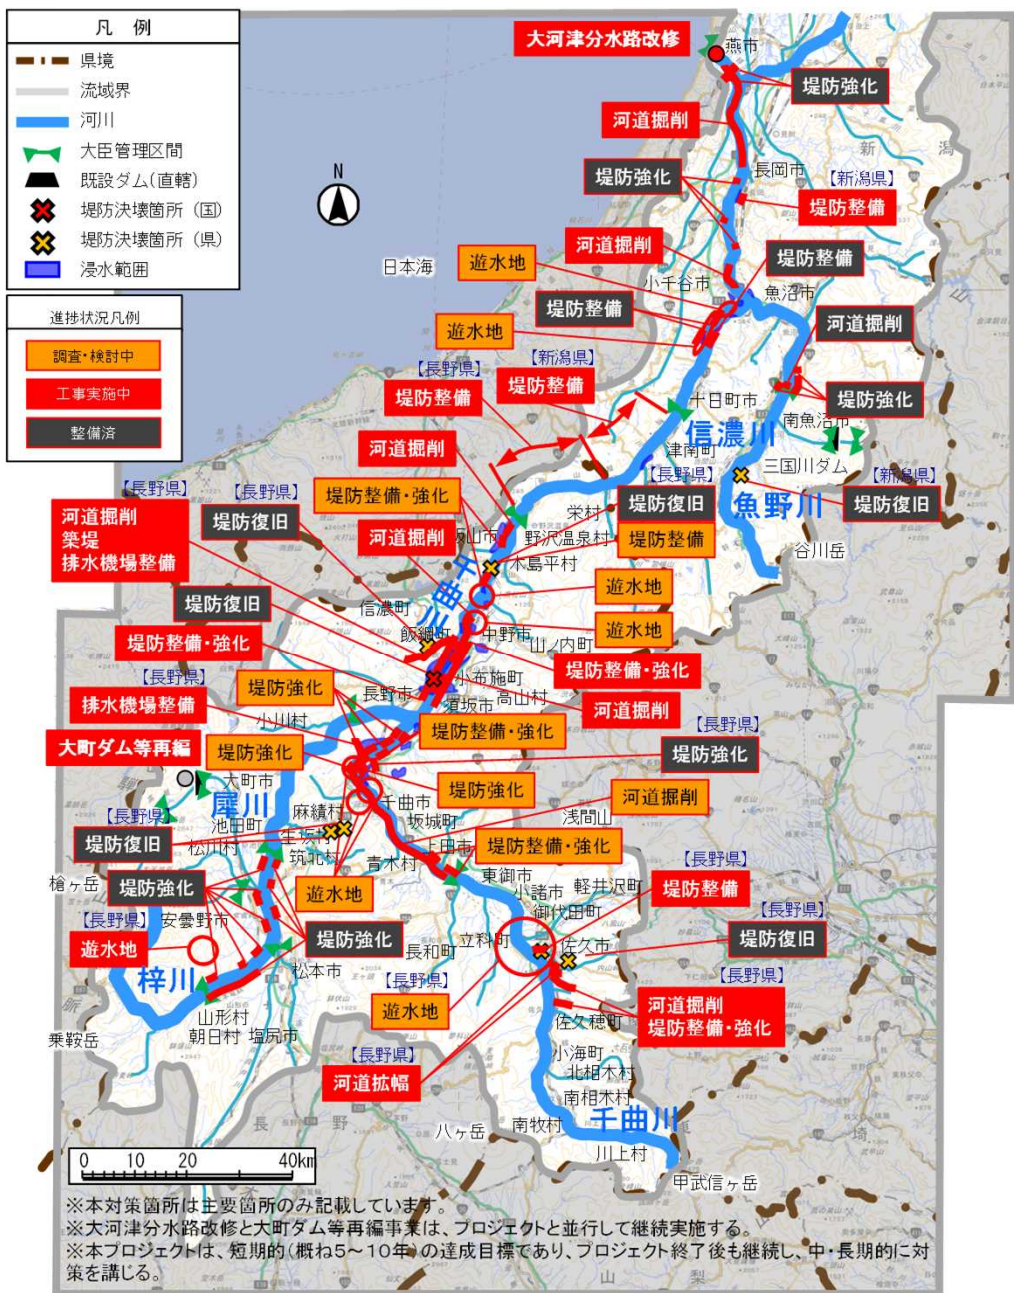 凡 例
県境
流域界
河川
大臣管理区間
既設ダム(直轄)
堤防決壊箇所（国）
堤防決壊箇所（県）
浸水範囲
進捗状況凡例
調査・検討中
工事実施中
整備済
N
大河津分水路改修
燕市
堤防強化
河道掘削
新
潟
長岡市
堤防強化
【新潟県】
堤防整備
河道掘削
日本海
遊水地
小千谷市
堤防整備
魚沼市
堤防整備
遊水地
河道掘削
【長野県】
堤防整備
【新潟県】
堤防整備
堤防強化
十日町市
信濃川
南魚沼市
津南町
三国川ダム
河道掘削
【長野県】
堤防復旧
魚野川
【新潟県】
堤防復旧
堤防整備・強化
栄村
【長野県】
河道掘削
築堤
排水機場整備
【長野県】
堤防復旧
河道掘削
飯山市
野沢温泉村
堤防整備
谷川岳
木島平村
千曲川
遊水地
信濃町
堤防復旧
飯綱町
中野市
遊水地
山ノ内町
堤防整備・強化
堤防整備・強化
小布施町
長野市
高山村
須坂市
河道掘削
【長野県】
排水機場整備
堤防強化
小川村
堤防整備・強化
【長野県】
堤防強化
大町ダム等再編
堤防強化
大町市
堤防強化
千曲市
河道掘削
犀川
麻績村
坂城町
浅間山
【長野県】
堤防復旧
池田町
松川村
生坂村
筑北村
青木村
上田市
堤防整備・強化
槍ヶ岳
遊水地
東御市
小諸市
軽井沢町
【長野県】
堤防整備
堤防強化
御代田町
【長野県】
遊水地
安曇野市
堤防強化
立科町
佐久市
【長野県】
堤防復旧
長和町
松本市
梓川
【長野県】
遊水地
【長野県】
河道掘削
堤防整備・強化
山形村
朝日村
塩尻市
佐久穂町
乗鞍岳
【長野県】
河道拡幅
小海町
北相木村
南相木村
千曲川
長
野
八ヶ岳
南牧村
川上村
埼
甲武信ヶ岳
0 10 20 40km
※本対策箇所は主要箇所のみ記載しています。
※大河津分水路改修と大町ダム等再編事業は、プロジェクトと並行して継続実施する。
※本プロジェクトは、短期的(概ね5～10年)の達成目標であり、プロジェクト終了後も継続し、中・長期的に対
策を講じる。
山
梨